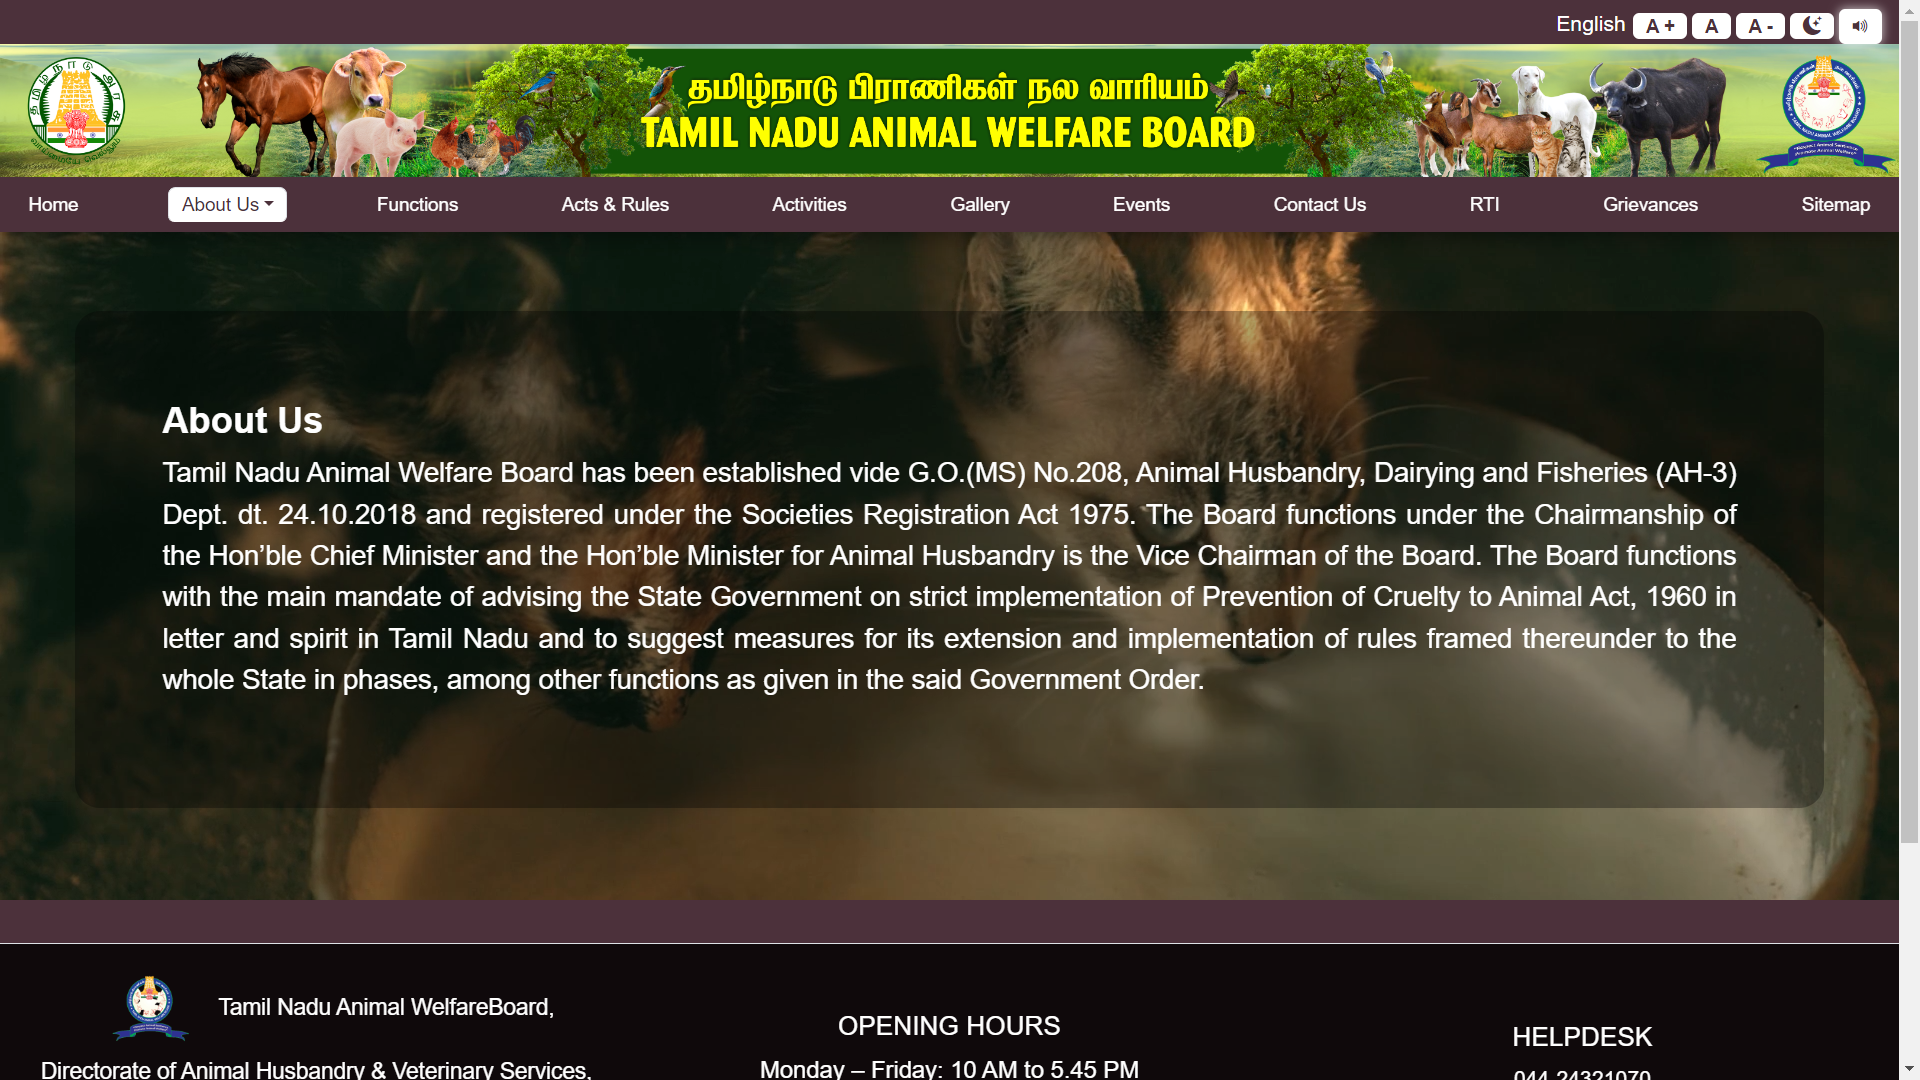 English A + A A -
தமிழ்நாடு பிராணிகள் நல வாரியம்
TAMIL NADU ANIMAL WELFARE BOARD
Home About Us Functions Acts & Rules Activities Gallery Events Contact Us RTI Grievances Sitemap
About Us
Tamil Nadu Animal Welfare Board has been established vide G.O.(MS) No.208, Animal Husbandry, Dairying and Fisheries (AH-3)
Dept. dt. 24.10.2018 and registered under the Societies Registration Act 1975. The Board functions under the Chairmanship of
the Hon’ble Chief Minister and the Hon’ble Minister for Animal Husbandry is the Vice Chairman of the Board. The Board functions
with the main mandate of advising the State Government on strict implementation of Prevention of Cruelty to Animal Act, 1960 in
letter and spirit in Tamil Nadu and to suggest measures for its extension and implementation of rules framed thereunder to the
whole State in phases, among other functions as given in the said Government Order.
Tamil Nadu Animal WelfareBoard,
Directorate of Animal Husbandry & Veterinary Services,
OPENING HOURS
Monday – Friday: 10 AM to 5.45 PM
HELPDESK
044-24321070